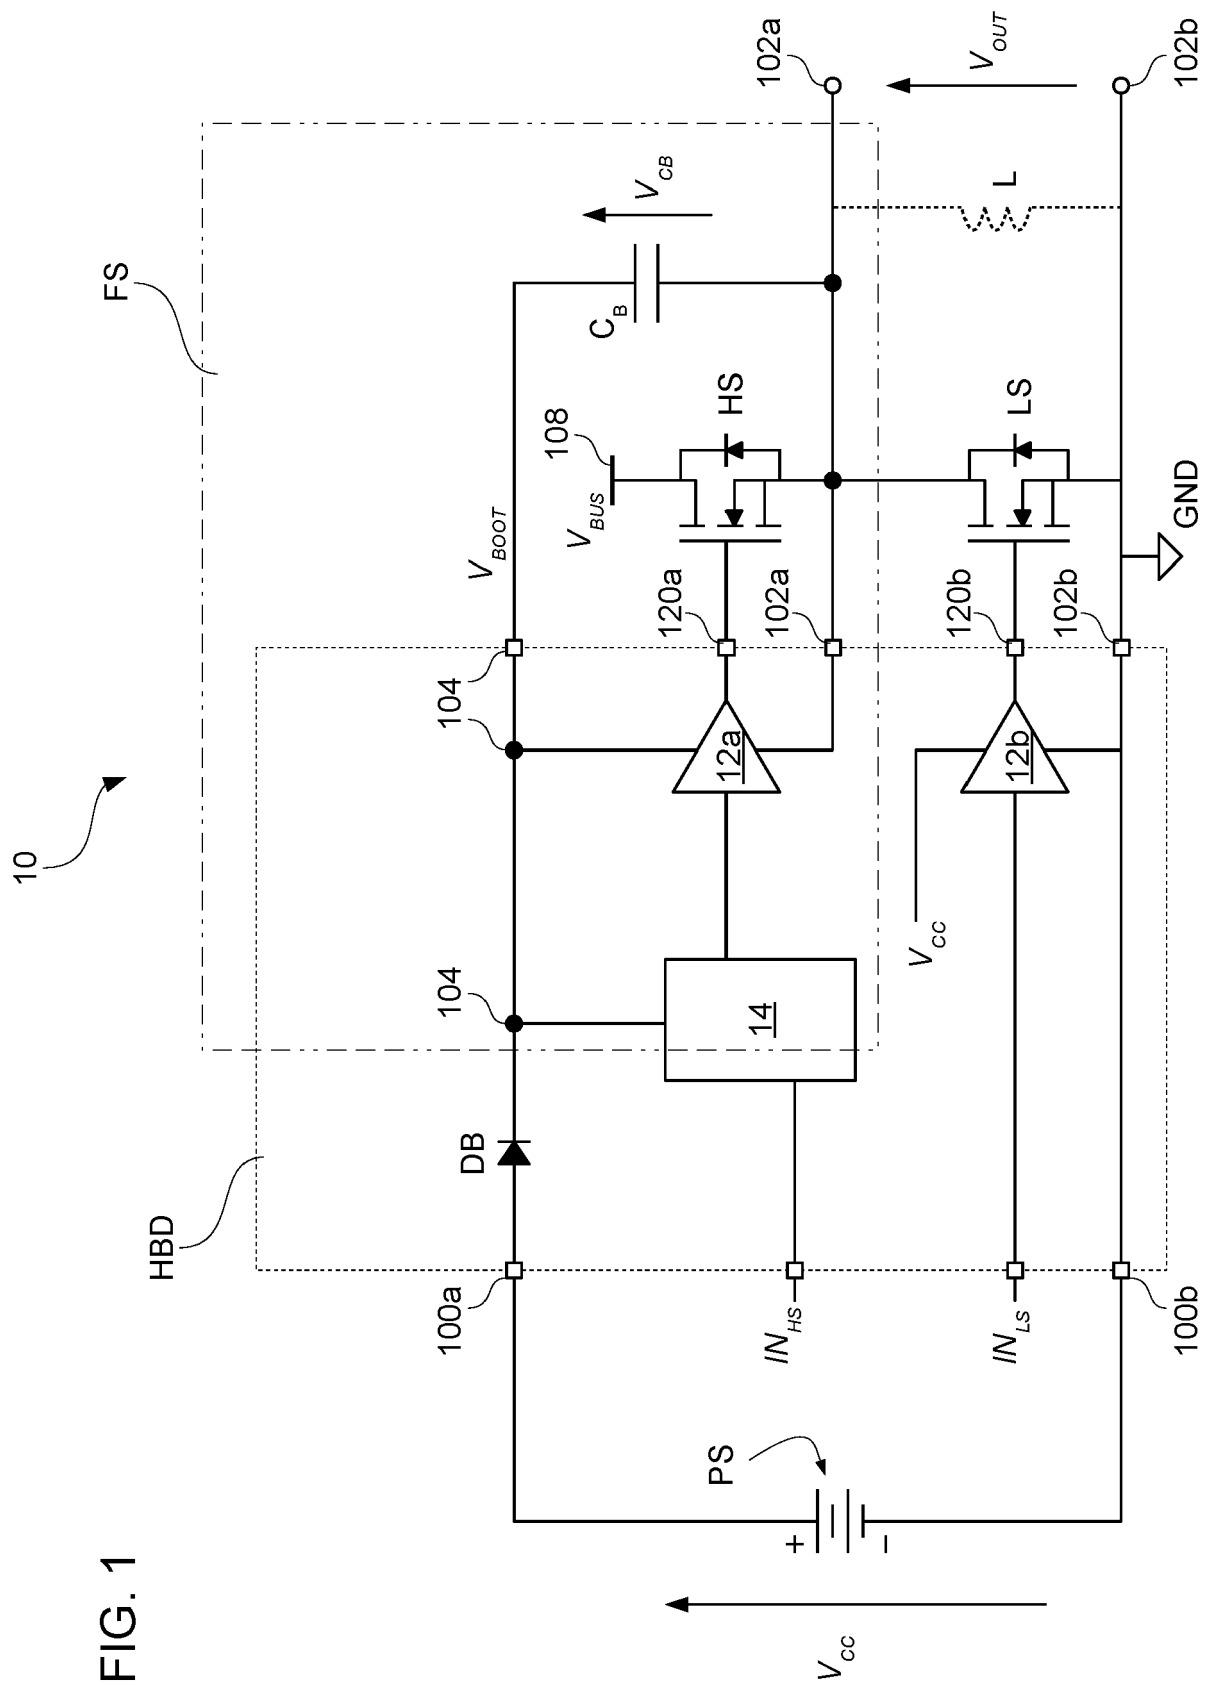 FIG. 1
10
HBD
FS
V_CC
PS
+
−
100a
DB
104
104
V_BOOT
C_B
V_CB
108
V_BUS
14
12a
120a
HS
102a
102a
IN_HS
V_CC
V_OUT
L
IN_LS
12b
120b
LS
100b
102b
GND
102b